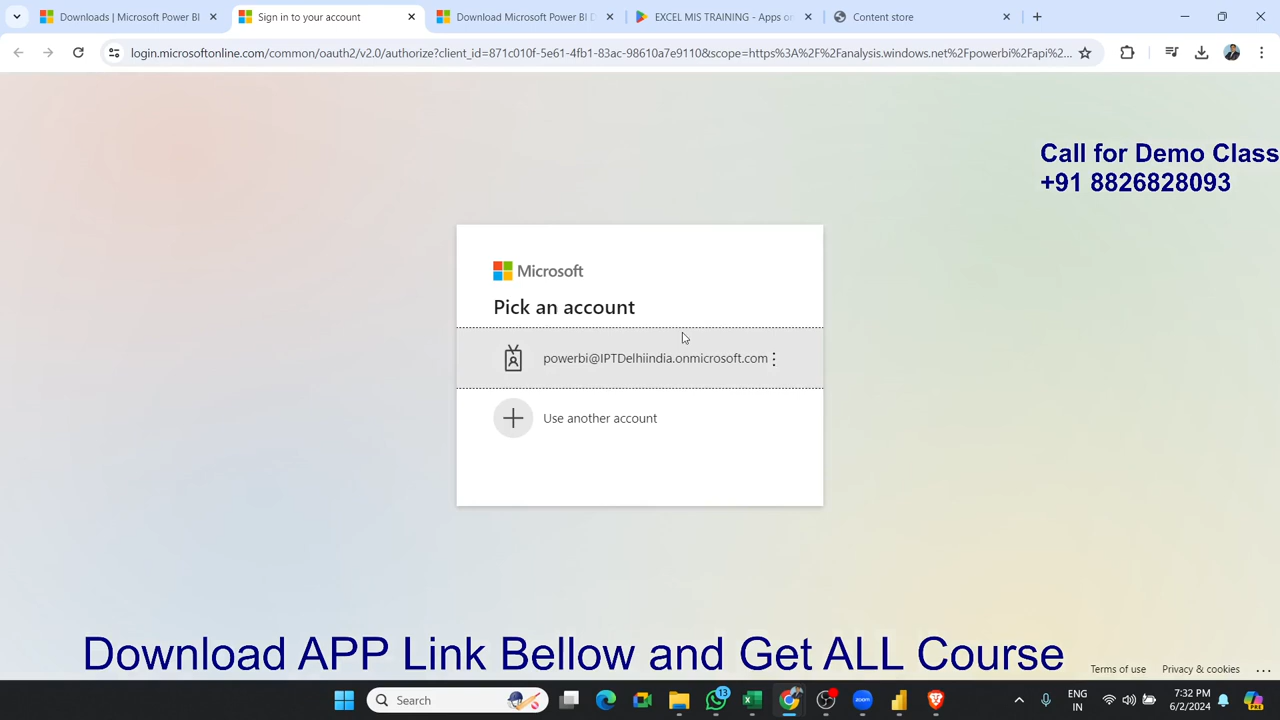 Downloads | Microsoft Power BI
Sign in to your account
Download Microsoft Power BI D
EXCEL MIS TRAINING - Apps on
Content store
login.microsoftonline.com/common/oauth2/v2.0/authorize?client_id=871c010f-5e61-4fb1-83ac-98610a7e9110&scope=https%3A%2F%2Fanalysis.windows.net%2Fpowerbi%2Fapi%2...
Call for Demo Class
+91 8826828093
Microsoft
Pick an account
powerbi@IPTDelhiindia.onmicrosoft.com
Use another account
Download APP Link Bellow and Get ALL Course
Terms of use
Privacy & cookies
...
Search
13
ENG
IN
7:32 PM
6/2/2024
zoom
PRE